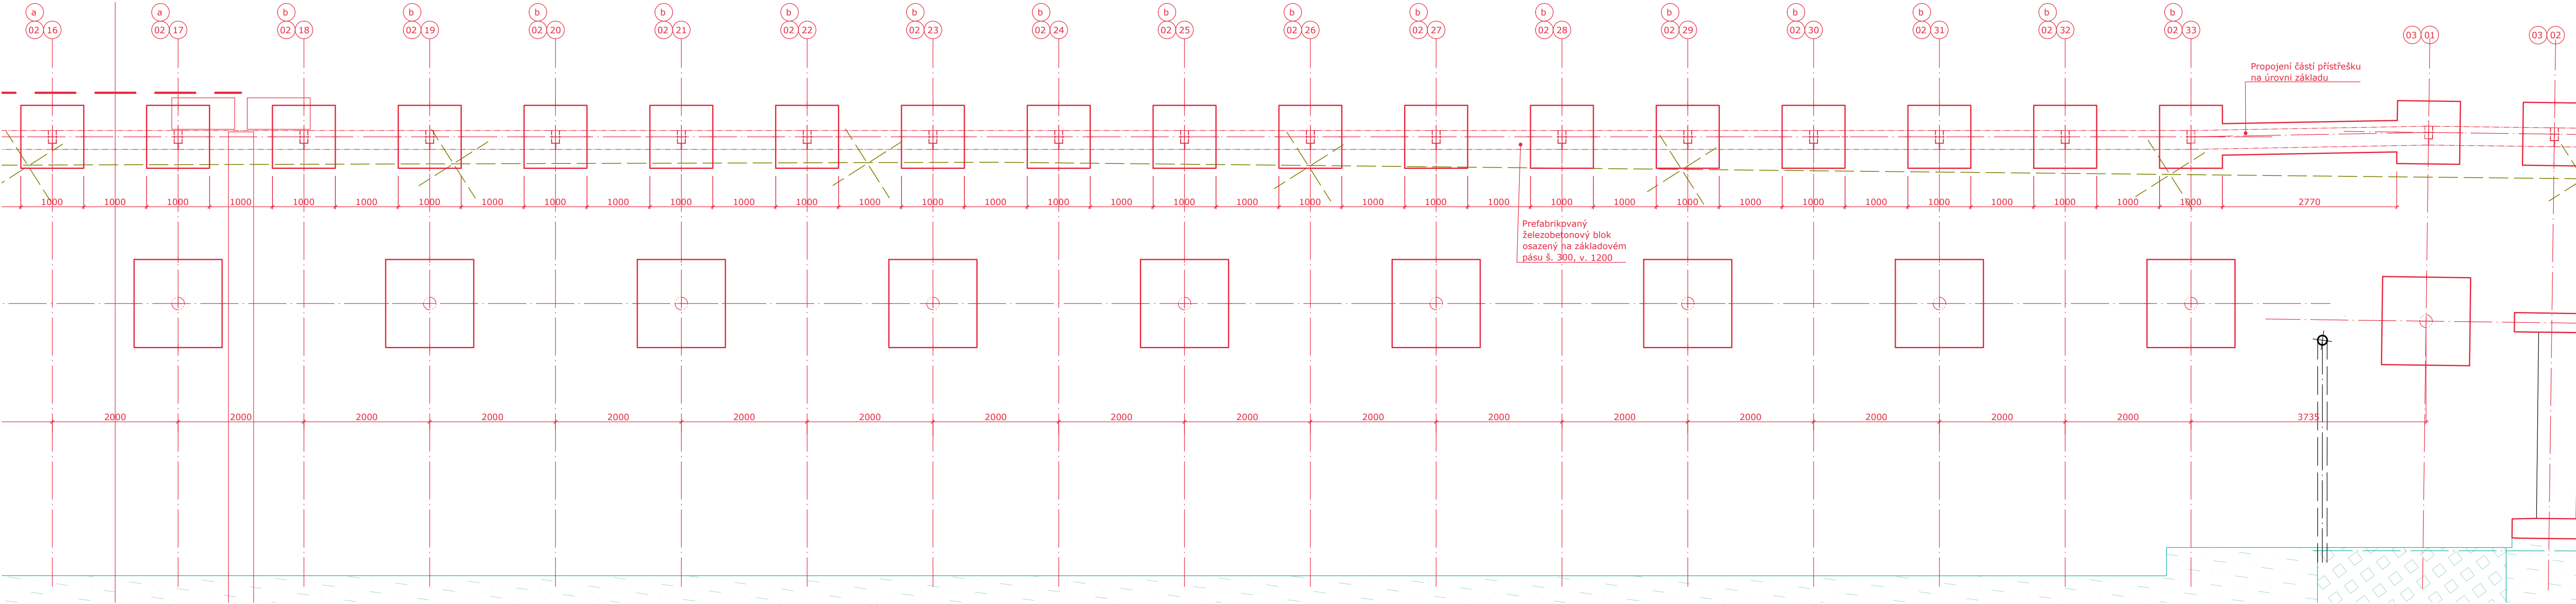 a a b b b b b b b b b b b b b b b b
02 16 02 17 02 18 02 19 02 20 02 21 02 22 02 23 02 24 02 25 02 26 02 27 02 28 02 29 02 30 02 31 02 32 02 33 03 01 03 02
Propojení částí přístřešku
na úrovni základu
1000 1000 1000 1000 1000 1000 1000 1000 1000 1000 1000 1000 1000 1000 1000 1000 1000 1000 1000 1000 1000 1000 1000 1000 1000 1000 1000 1000 1000 1000 1000 1000 1000 1000 1000 2770
Prefabrikovaný
železobetonový blok
osazený na základovém
pásu š. 300, v. 1200
2000 2000 2000 2000 2000 2000 2000 2000 2000 2000 2000 2000 2000 2000 2000 2000 2000 3735